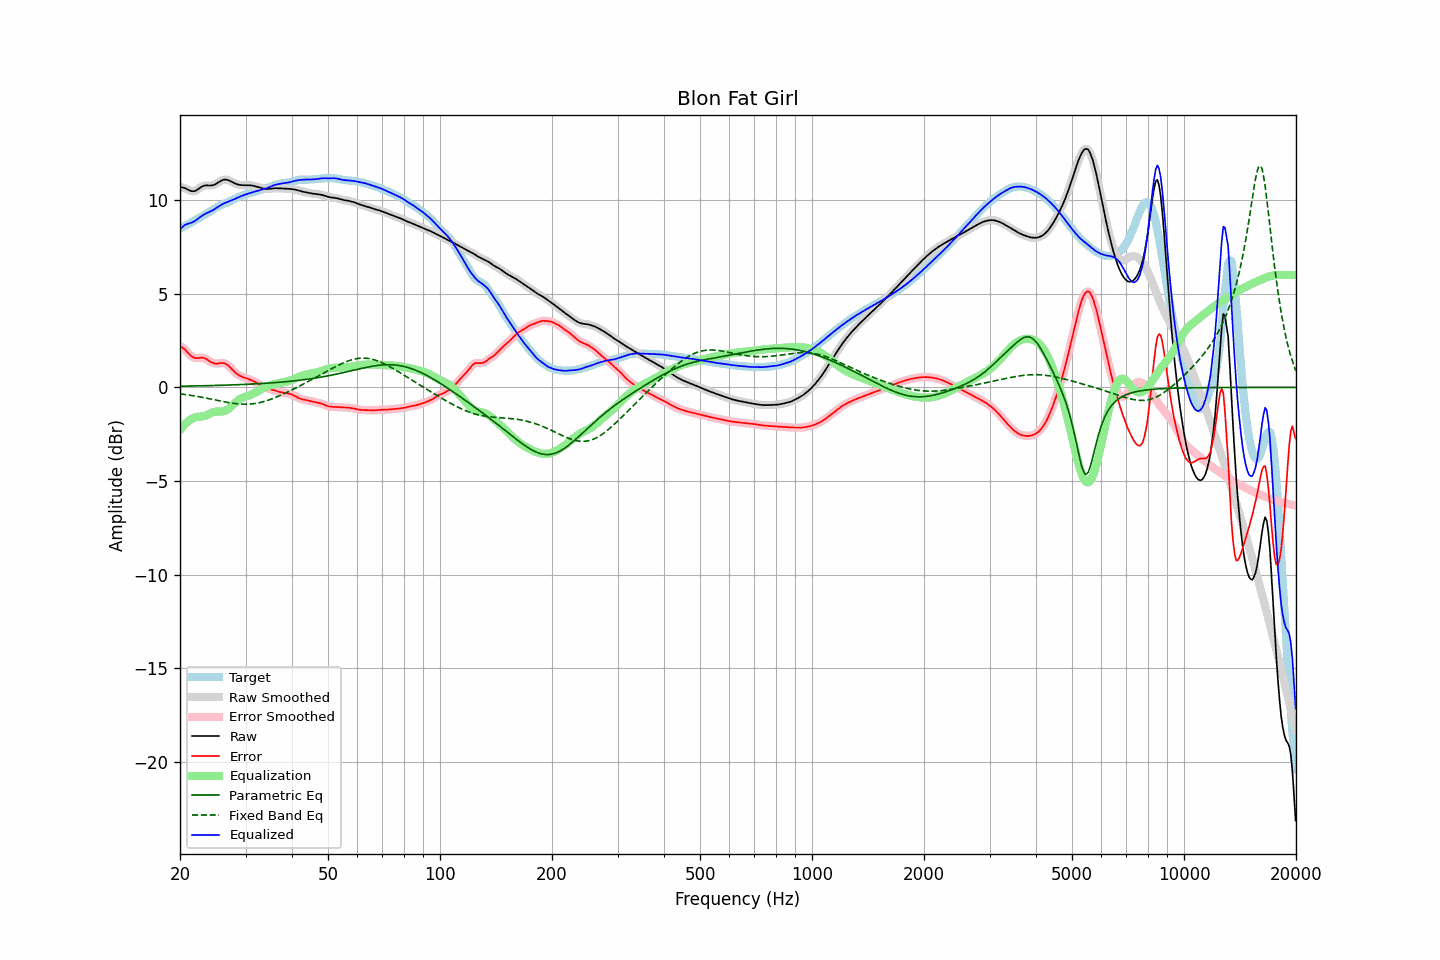 Blon Fat Girl
Amplitude (dBr)
10
5
0
−5
−10
−15
−20
Target
Raw Smoothed
Error Smoothed
Raw
Error
Equalization
Parametric Eq
Fixed Band Eq
Equalized
20 50 100 200 500 1000 2000 5000 10000 20000
Frequency (Hz)